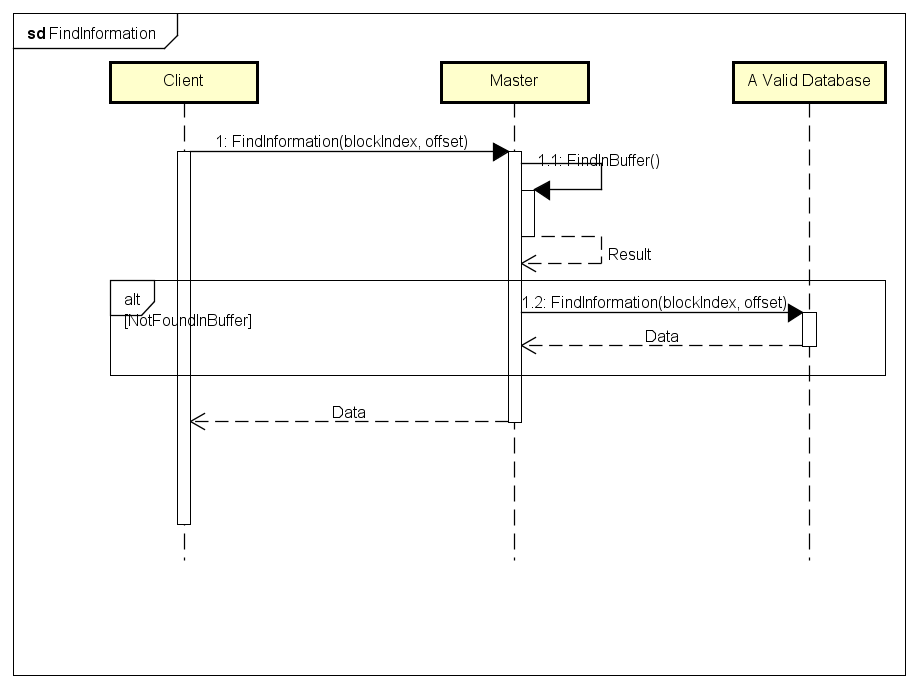 sd FindInformation
Client
Master
A Valid Database
1: FindInformation(blockIndex, offset)
1.1: FindInBuffer()
Result
alt
1.2: FindInformation(blockIndex, offset)
[NotFoundInBuffer]
Data
Data